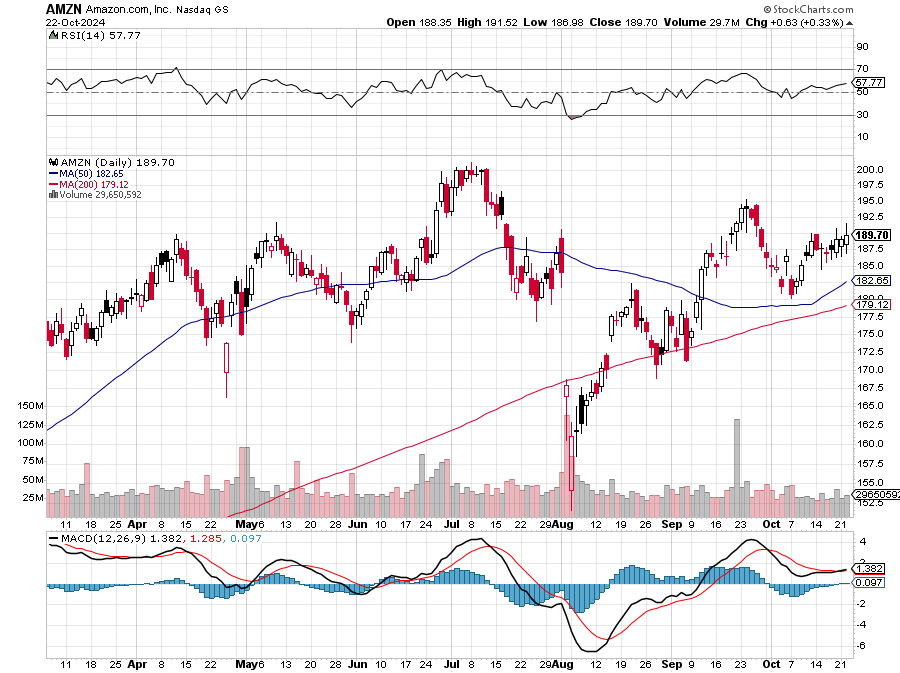 AMZN Amazon.com, Inc. Nasdaq GS
© StockCharts.com
22-Oct-2024
Open 188.35 High 191.52 Low 186.98 Close 189.70 Volume 29.7M Chg +0.63 (+0.33%)
RSI(14) 57.77
90
70
57.77
50
30
10
AMZN (Daily) 189.70
MA(50) 182.65
MA(200) 179.12
Volume 29,650,592
200.0
197.5
195.0
192.5
189.70
187.5
185.0
182.65
180.0
179.12
177.5
175.0
172.5
170.0
167.5
165.0
162.5
160.0
157.5
155.0
152.5
150M
125M
100M
75M
50M
25M
29650592
11 18 25 Apr 8 15 22 May 6 13 20 28 Jun 10 17 24 Jul 8 15 22 29 Aug 12 19 26 Sep 9 16 23 Oct 7 14 21
MACD(12,26,9) 1.382, 1.285, 0.097
4
2
1.382
0.097
-2
-4
-6
11 18 25 Apr 8 15 22 May 6 13 20 28 Jun 10 17 24 Jul 8 15 22 29 Aug 12 19 26 Sep 9 16 23 Oct 7 14 21